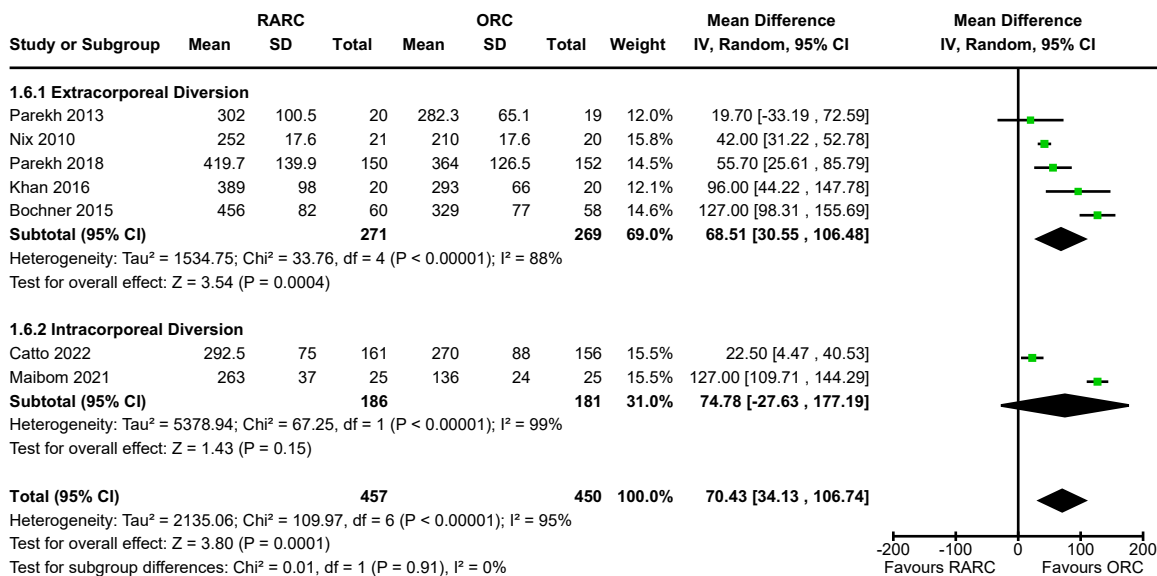 RARC ORC Mean Difference Mean Difference
Study or Subgroup Mean SD Total Mean SD Total Weight IV, Random, 95% CI IV, Random, 95% CI
1.6.1 Extracorporeal Diversion
Parekh 2013 302 100.5 20 282.3 65.1 19 12.0% 19.70 [-33.19 , 72.59]
Nix 2010 252 17.6 21 210 17.6 20 15.8% 42.00 [31.22 , 52.78]
Parekh 2018 419.7 139.9 150 364 126.5 152 14.5% 55.70 [25.61 , 85.79]
Khan 2016 389 98 20 293 66 20 12.1% 96.00 [44.22 , 147.78]
Bochner 2015 456 82 60 329 77 58 14.6% 127.00 [98.31 , 155.69]
Subtotal (95% CI) 271 269 69.0% 68.51 [30.55 , 106.48]
Heterogeneity: Tau² = 1534.75; Chi² = 33.76, df = 4 (P < 0.00001); I² = 88%
Test for overall effect: Z = 3.54 (P = 0.0004)
1.6.2 Intracorporeal Diversion
Catto 2022 292.5 75 161 270 88 156 15.5% 22.50 [4.47 , 40.53]
Maibom 2021 263 37 25 136 24 25 15.5% 127.00 [109.71 , 144.29]
Subtotal (95% CI) 186 181 31.0% 74.78 [-27.63 , 177.19]
Heterogeneity: Tau² = 5378.94; Chi² = 67.25, df = 1 (P < 0.00001); I² = 99%
Test for overall effect: Z = 1.43 (P = 0.15)
Total (95% CI) 457 450 100.0% 70.43 [34.13 , 106.74]
Heterogeneity: Tau² = 2135.06; Chi² = 109.97, df = 6 (P < 0.00001); I² = 95%
Test for overall effect: Z = 3.80 (P = 0.0001)
Test for subgroup differences: Chi² = 0.01, df = 1 (P = 0.91), I² = 0%
-200 -100 0 100 200
Favours RARC Favours ORC